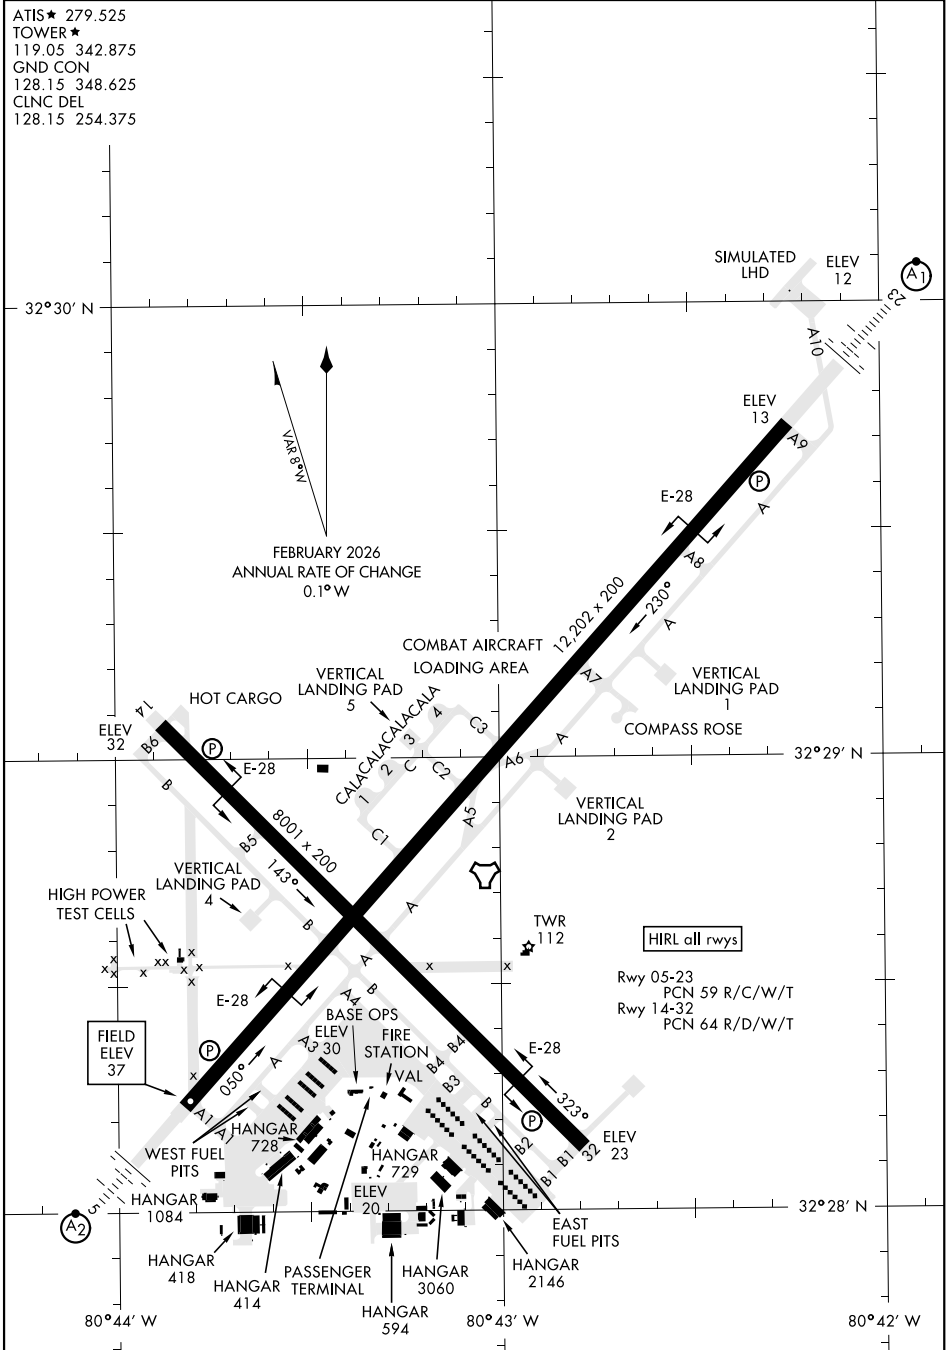 ATIS★ 279.525
TOWER★
119.05 342.875
GND CON
128.15 348.625
CLNC DEL
128.15 254.375
SIMULATED
LHD
ELEV
12
A1
32°30' N
23
A10
ELEV
13
A9
VAR 8°W
P
E-28
A
A8
FEBRUARY 2026
ANNUAL RATE OF CHANGE
0.1° W
230°
12,202 x 200
A
COMBAT AIRCRAFT
LOADING AREA
A7
VERTICAL
LANDING PAD
5
VERTICAL
LANDING PAD
1
HOT CARGO
14
COMPASS ROSE
ELEV
32
B6
P
CALACALACALACALA
1
2
3
4
C3
C
C2
A
A6
32°29' N
E-28
B
8001 x 200
C1
A5
VERTICAL
LANDING PAD
2
B5
143°
VERTICAL
LANDING PAD
4
HIGH POWER
TEST CELLS
B
A
TWR
112
HIRL all rwys
Rwy 05-23
PCN 59 R/C/W/T
Rwy 14-32
PCN 64 R/D/W/T
x x x x x x x x x x x x x x x
A
B
A4
E-28
BASE OPS
ELEV
30
FIRE
STATION
VAL
FIELD
ELEV
37
P
050°
A
A3
B4
B4
B3
E-28
B
323°
P
A1
A1
WEST FUEL
PITS
HANGAR
728
HANGAR
729
B2
B1
B1
32
ELEV
23
5
A2
HANGAR
1084
ELEV
20
32°28' N
EAST
FUEL PITS
HANGAR
418
HANGAR
414
PASSENGER
TERMINAL
HANGAR
594
HANGAR
3060
HANGAR
2146
80°44' W
80°43' W
80°42' W